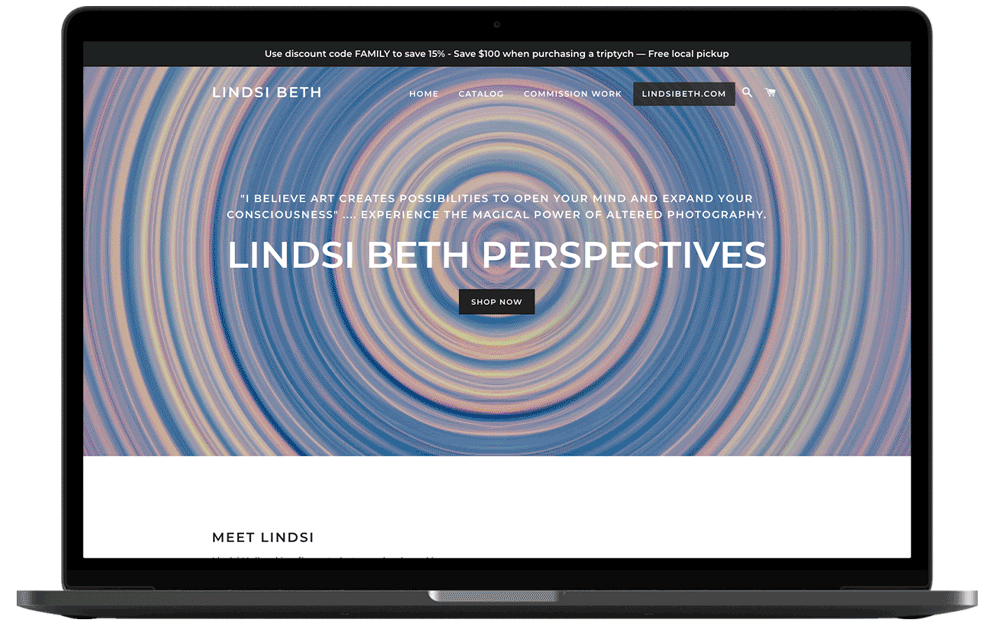 Use discount code FAMILY to save 15% - Save $100 when purchasing a triptych — Free local pickup
LINDSI BETH
HOME
CATALOG
COMMISSION WORK
LINDSIBETH.COM
"I BELIEVE ART CREATES POSSIBILITIES TO OPEN YOUR MIND AND EXPAND YOUR
CONSCIOUSNESS" .... EXPERIENCE THE MAGICAL POWER OF ALTERED PHOTOGRAPHY.
LINDSI BETH PERSPECTIVES
SHOP NOW
MEET LINDSI